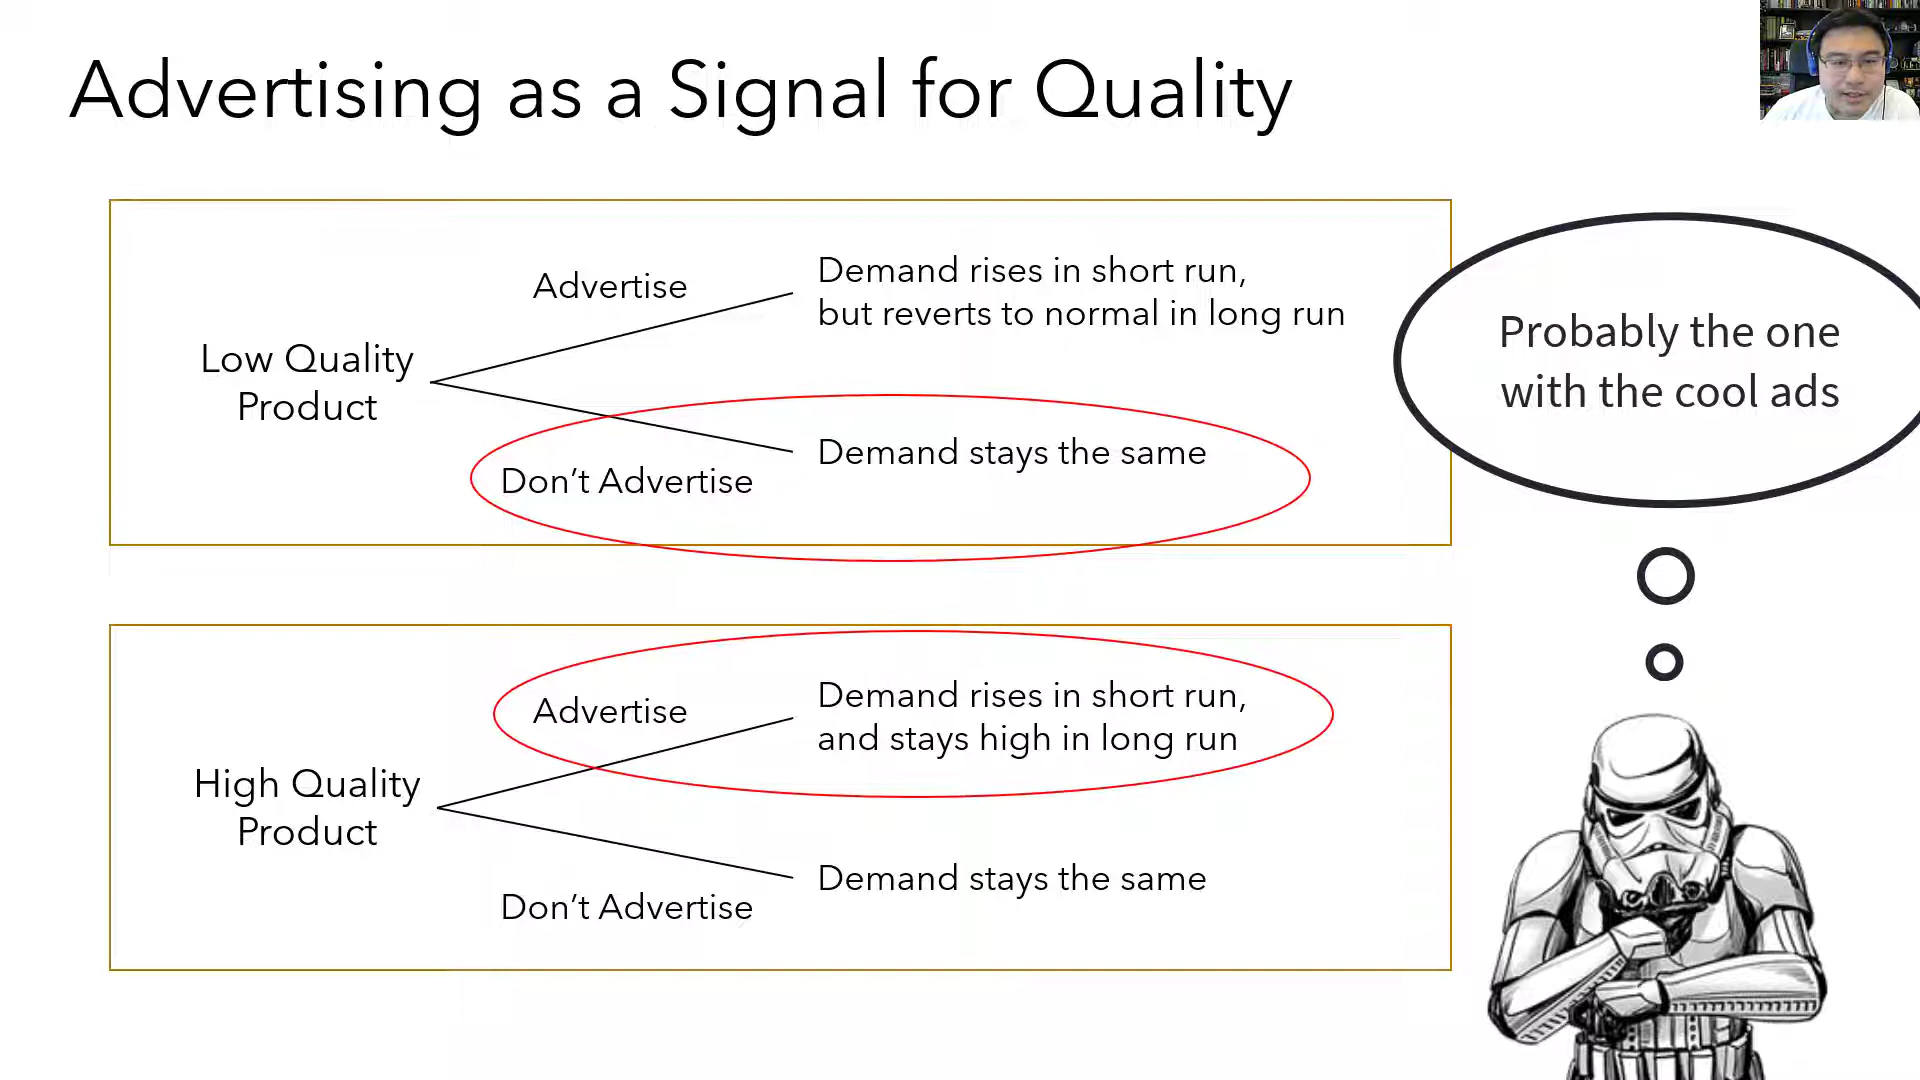 Advertising as a Signal for Quality
Advertise
Demand rises in short run,
but reverts to normal in long run
Low Quality
Product
Don't Advertise
Demand stays the same
Probably the one
with the cool ads
Advertise
Demand rises in short run,
and stays high in long run
High Quality
Product
Don't Advertise
Demand stays the same